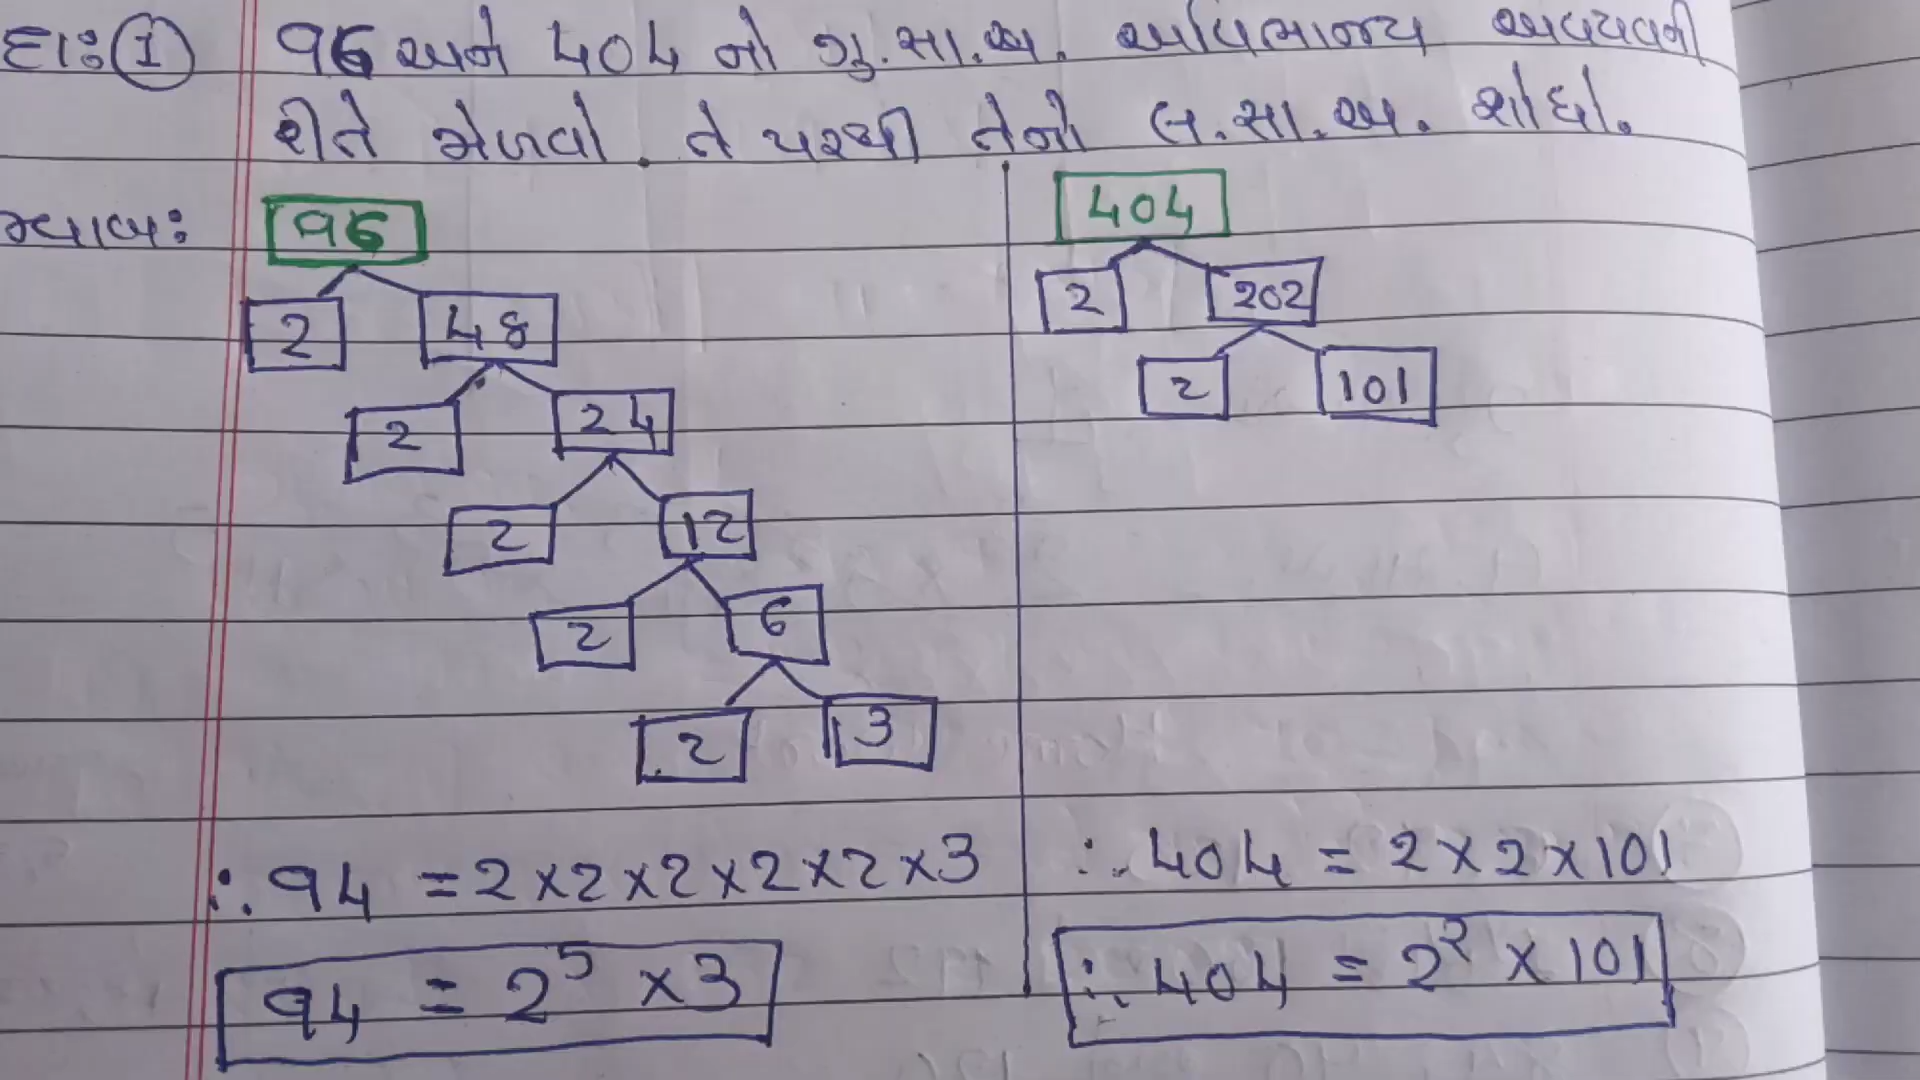 દાઃ 1 96 અને 404 નો ગુ.સા.અ. અવિભાજ્ય અવયવની
રીતે મેળવો. તે પરથી તેનો લ.સા.અ. શોધો.
જવાબઃ
96
2 48
2 24
2 12
2 6
2 3
∴ 94 = 2 × 2 × 2 × 2 × 2 × 3
94 = 2⁵ × 3
404
2 202
2 101
∴ 404 = 2 × 2 × 101
∴ 404 = 2² × 101